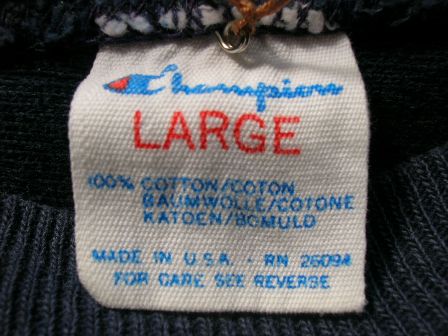 Champion
LARGE
100% COTTON/COTON
BAUMWOLLE/COTONE
KATOEN/BOMULD
MADE IN U.S.A. - RN 26094
FOR CARE SEE REVERSE